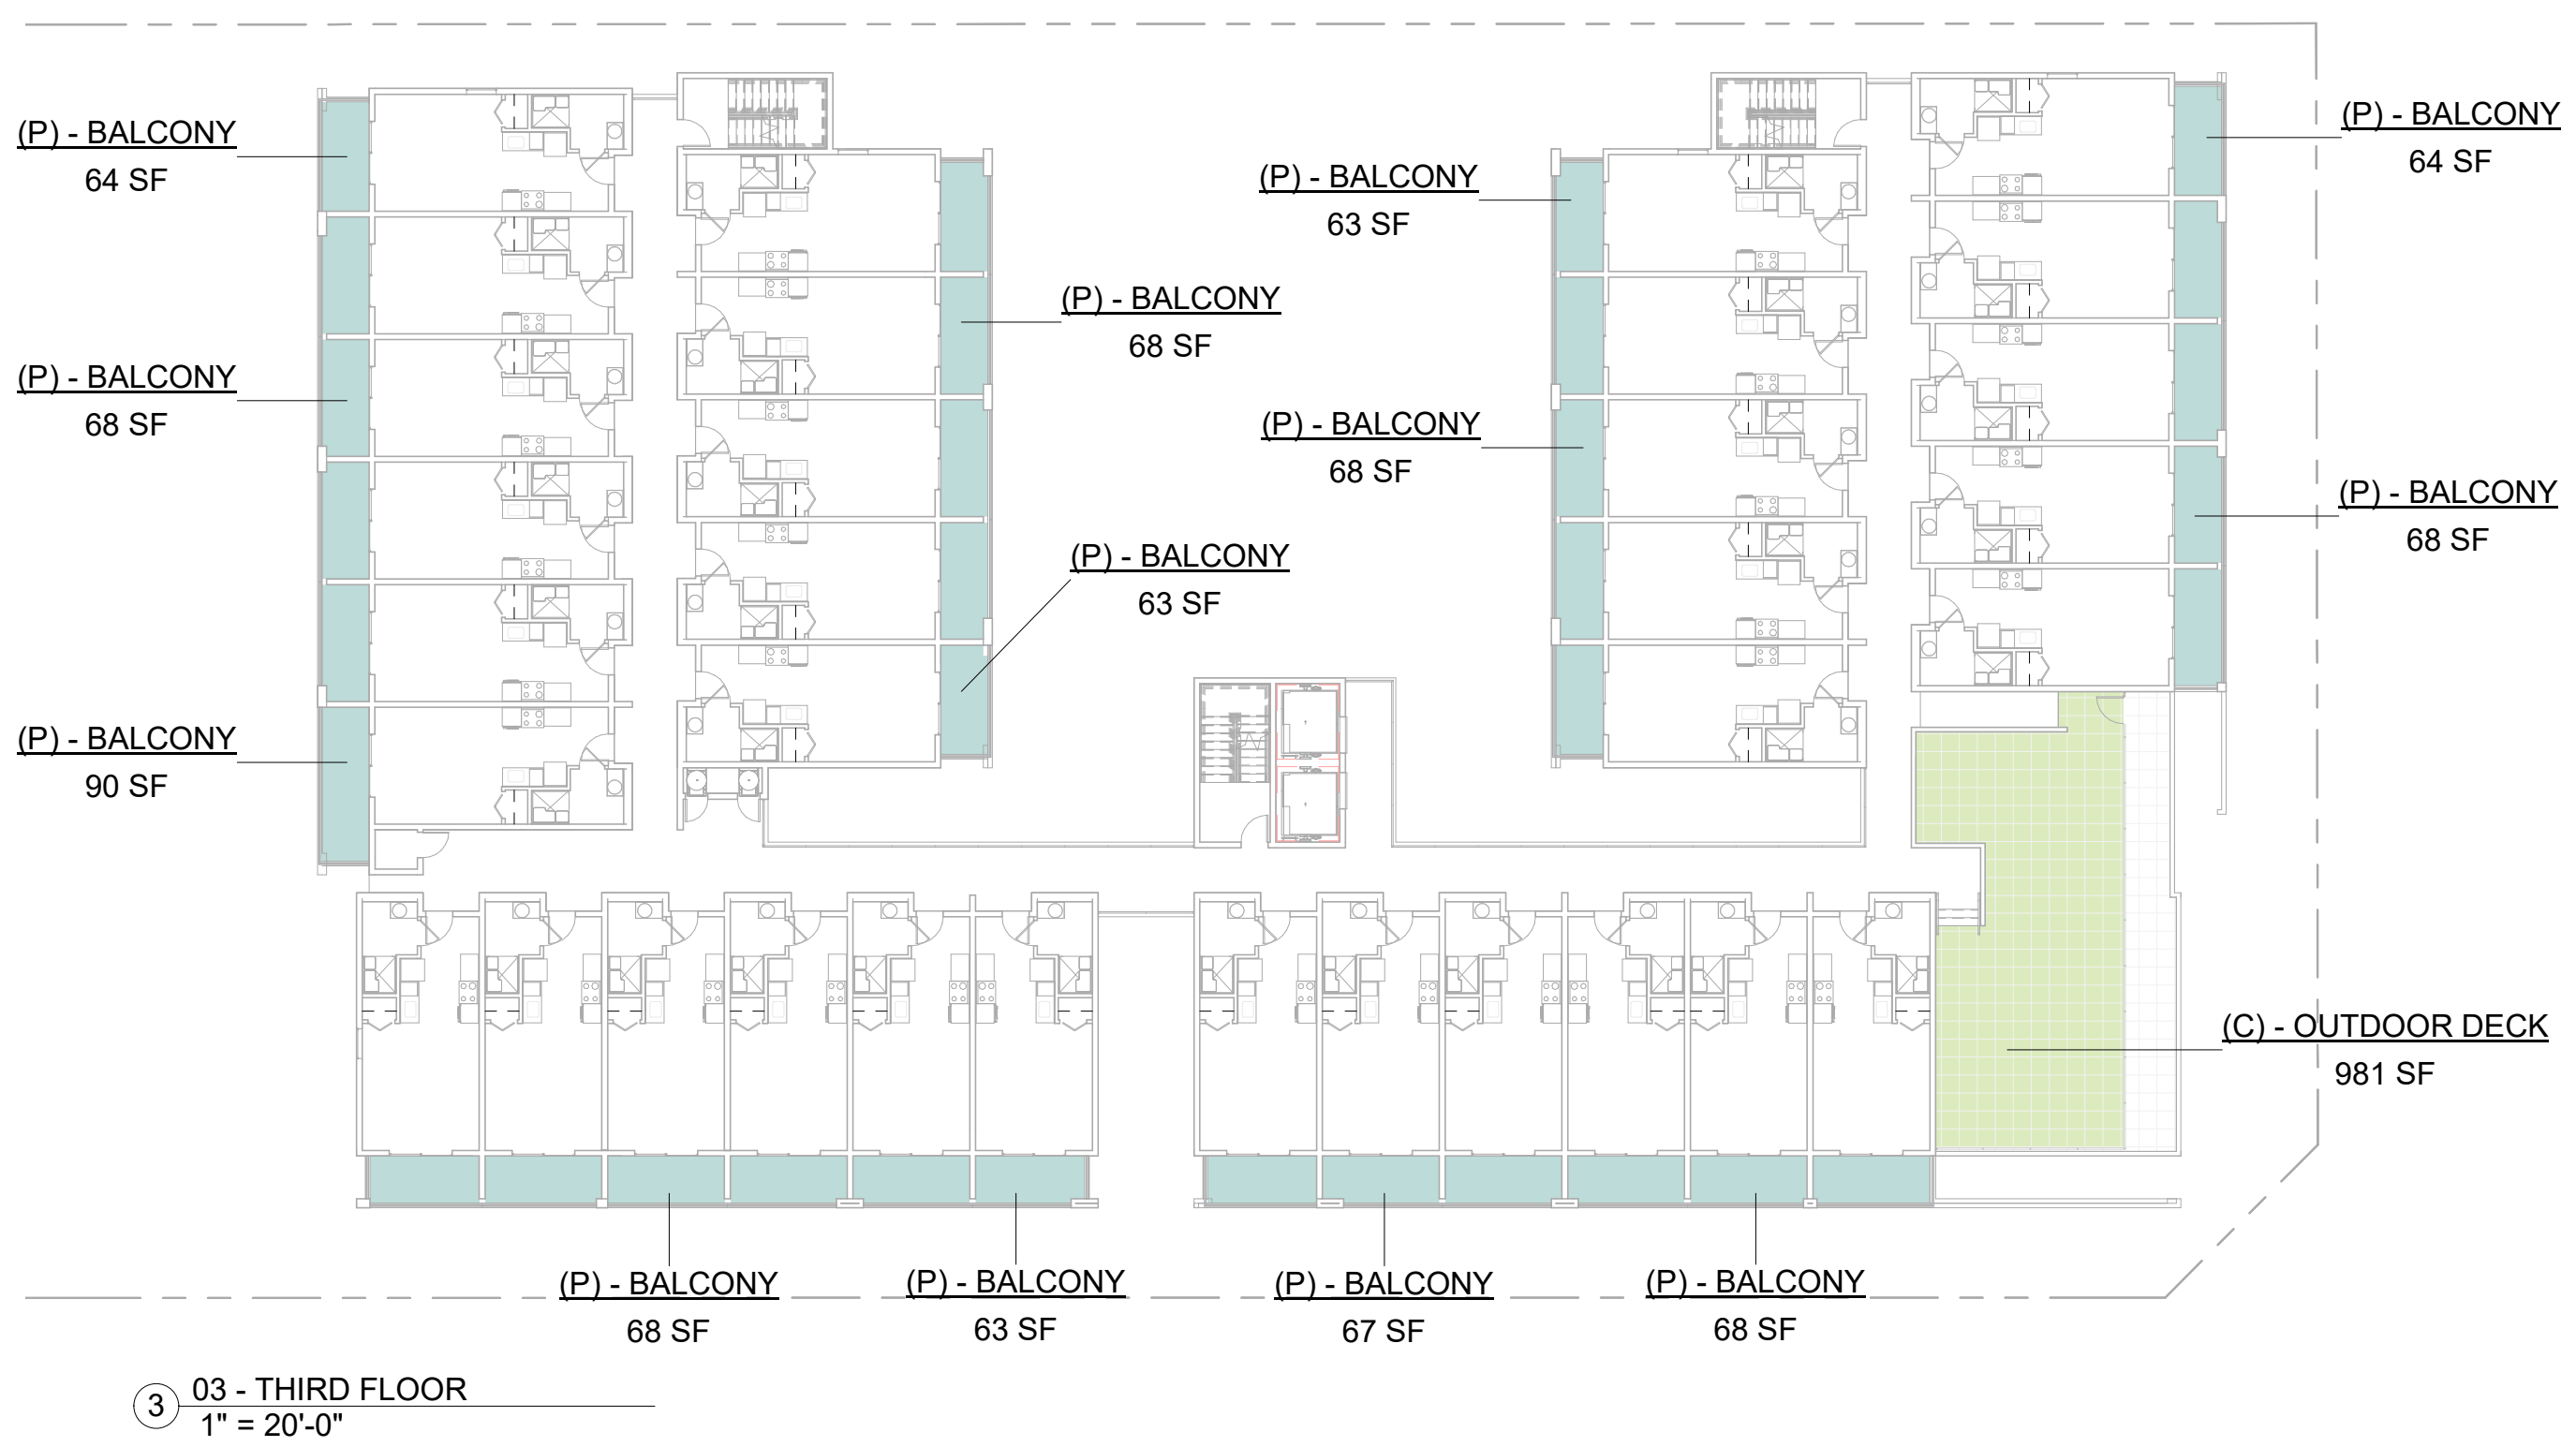 (P) - BALCONY
64 SF
(P) - BALCONY
68 SF
(P) - BALCONY
90 SF
(P) - BALCONY
68 SF
(P) - BALCONY
63 SF
(P) - BALCONY
63 SF
(P) - BALCONY
68 SF
(P) - BALCONY
64 SF
(P) - BALCONY
68 SF
(C) - OUTDOOR DECK
981 SF
(P) - BALCONY
68 SF
(P) - BALCONY
63 SF
(P) - BALCONY
67 SF
(P) - BALCONY
68 SF
3
03 - THIRD FLOOR
1" = 20'-0"